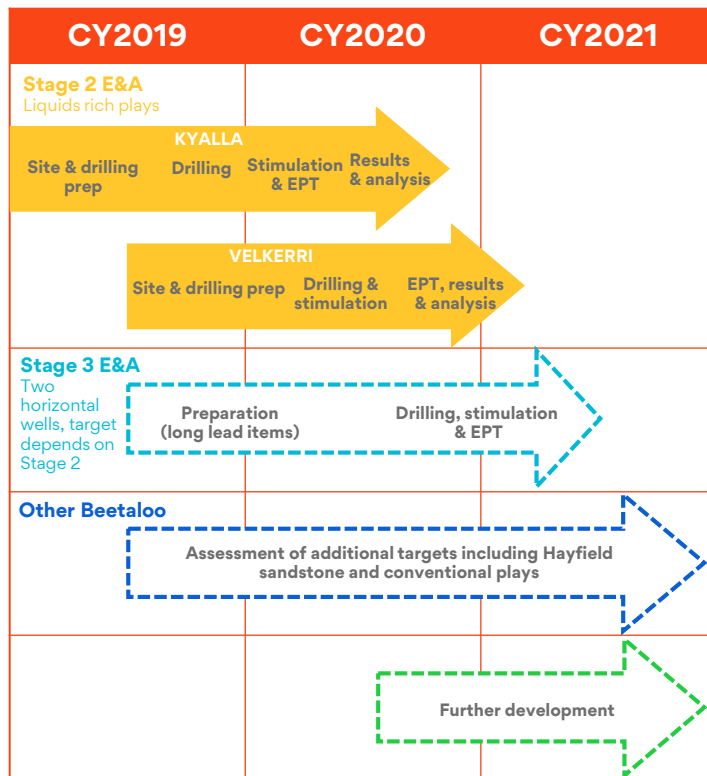 CY2019 CY2020 CY2021
Stage 2 E&A
Liquids rich plays
KYALLA
Site & drilling
prep
Drilling
Stimulation
& EPT
Results
& analysis
VELKERRI
Site & drilling prep
Drilling &
stimulation
EPT, results
& analysis
Stage 3 E&A
Two
horizontal
wells, target
depends on
Stage 2
Preparation
(long lead items)
Drilling, stimulation
& EPT
Other Beetaloo
Assessment of additional targets including Hayfield
sandstone and conventional plays
Further development